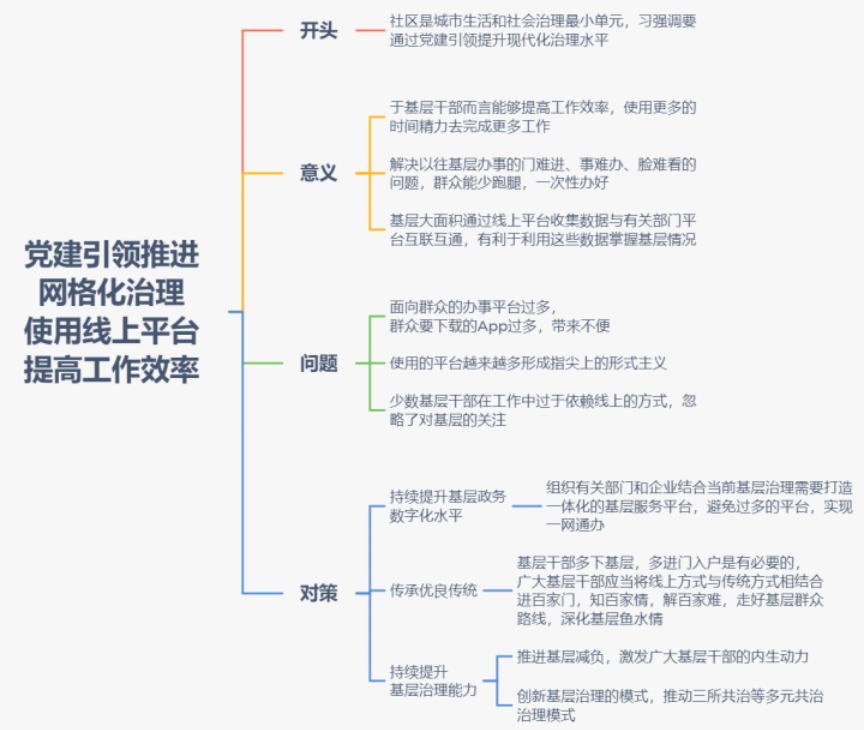 党建引领推进
网格化治理
使用线上平台
提高工作效率
开头
社区是城市生活和社会治理最小单元，习强调要
通过党建引领提升现代化治理水平
意义
于基层干部而言能够提高工作效率，使用更多的
时间精力去完成更多工作
解决以往基层办事的门难进、事难办、脸难看的
问题，群众能少跑腿，一次性办好
基层大面积通过线上平台收集数据与有关部门平
台互联互通，有利于利用这些数据掌握基层情况
问题
面向群众的办事平台过多，
群众要下载的App过多，带来不便
使用的平台越来越多形成指尖上的形式主义
少数基层干部在工作中过于依赖线上的方式，忽
略了对基层的关注
对策
持续提升基层政务
数字化水平
组织有关部门和企业结合当前基层治理需要打造
一体化的基层服务平台，避免过多的平台，实现
一网通办
传承优良传统
基层干部多下基层，多进门入户是有必要的，
广大基层干部应当将线上方式与传统方式相结合
进百家门，知百家情，解百家难，走好基层群众
路线，深化基层鱼水情
持续提升
基层治理能力
推进基层减负，激发广大基层干部的内生动力
创新基层治理的模式，推动三所共治等多元共治
治理模式